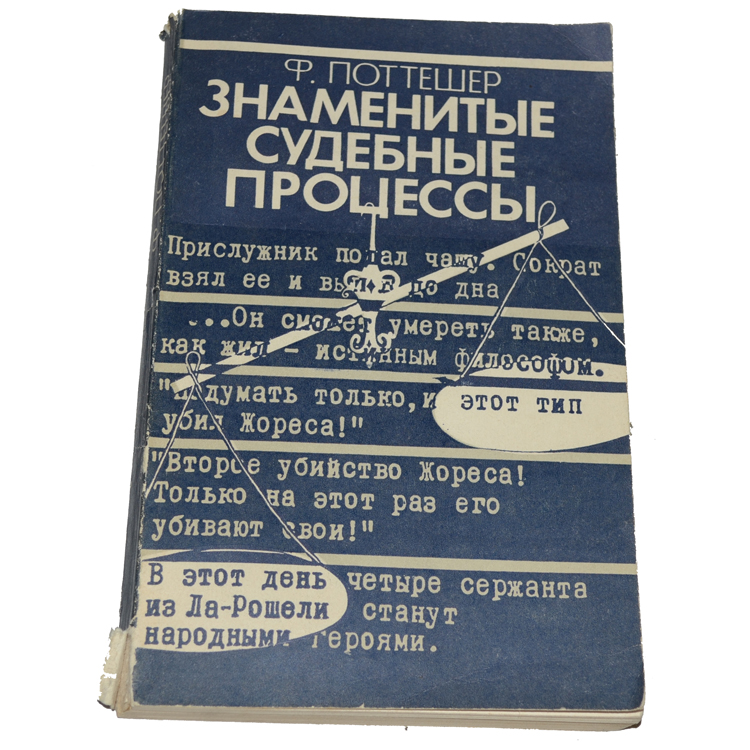 Ф. ПОТТЕШЕР
ЗНАМЕНИТЫЕ
СУДЕБНЫЕ
ПРОЦЕССЫ
Прислужник подал чашу. Сократ
взял ее и выпил до дна
...Он сможет умереть также,
как жил – истинным философом.
"И думать только, и этот тип
убил Жореса!"
"Второе убийство Жореса!
Только на этот раз его
убивают свои!"
В этот день четыре сержанта
из Ла-Рошели станут
народными героями.